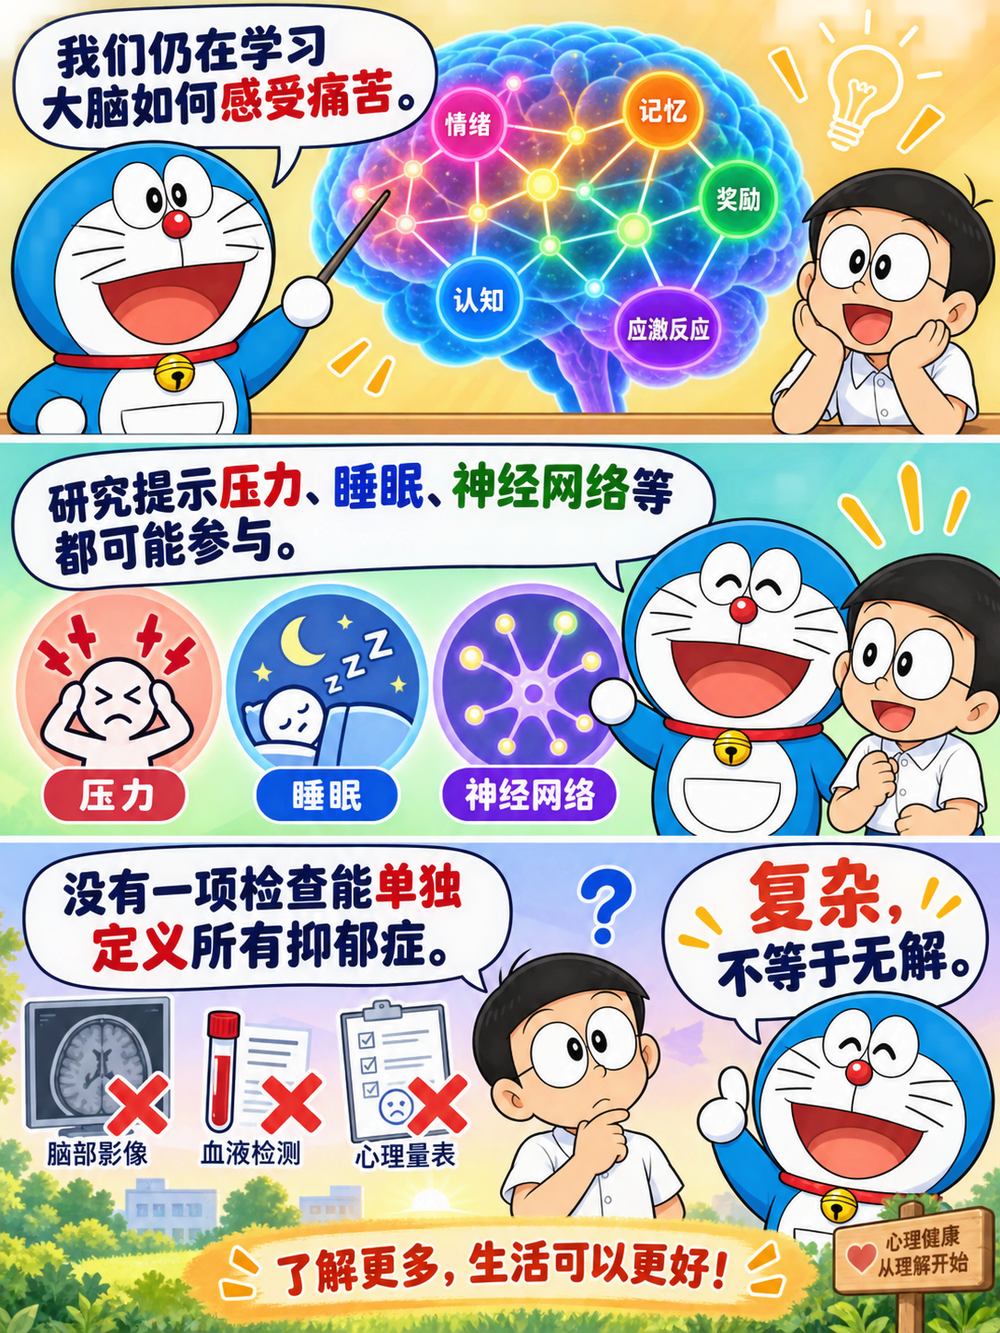 我们仍在学习
大脑如何感受痛苦。
情绪
记忆
奖励
认知
应激反应
研究提示压力、睡眠、神经网络等
都可能参与。
zzZ
压力
睡眠
神经网络
没有一项检查能单独
定义所有抑郁症。
?
复杂,
不等于无解。
脑部影像
血液检测
心理量表
了解更多,生活可以更好!
心理健康
从理解开始